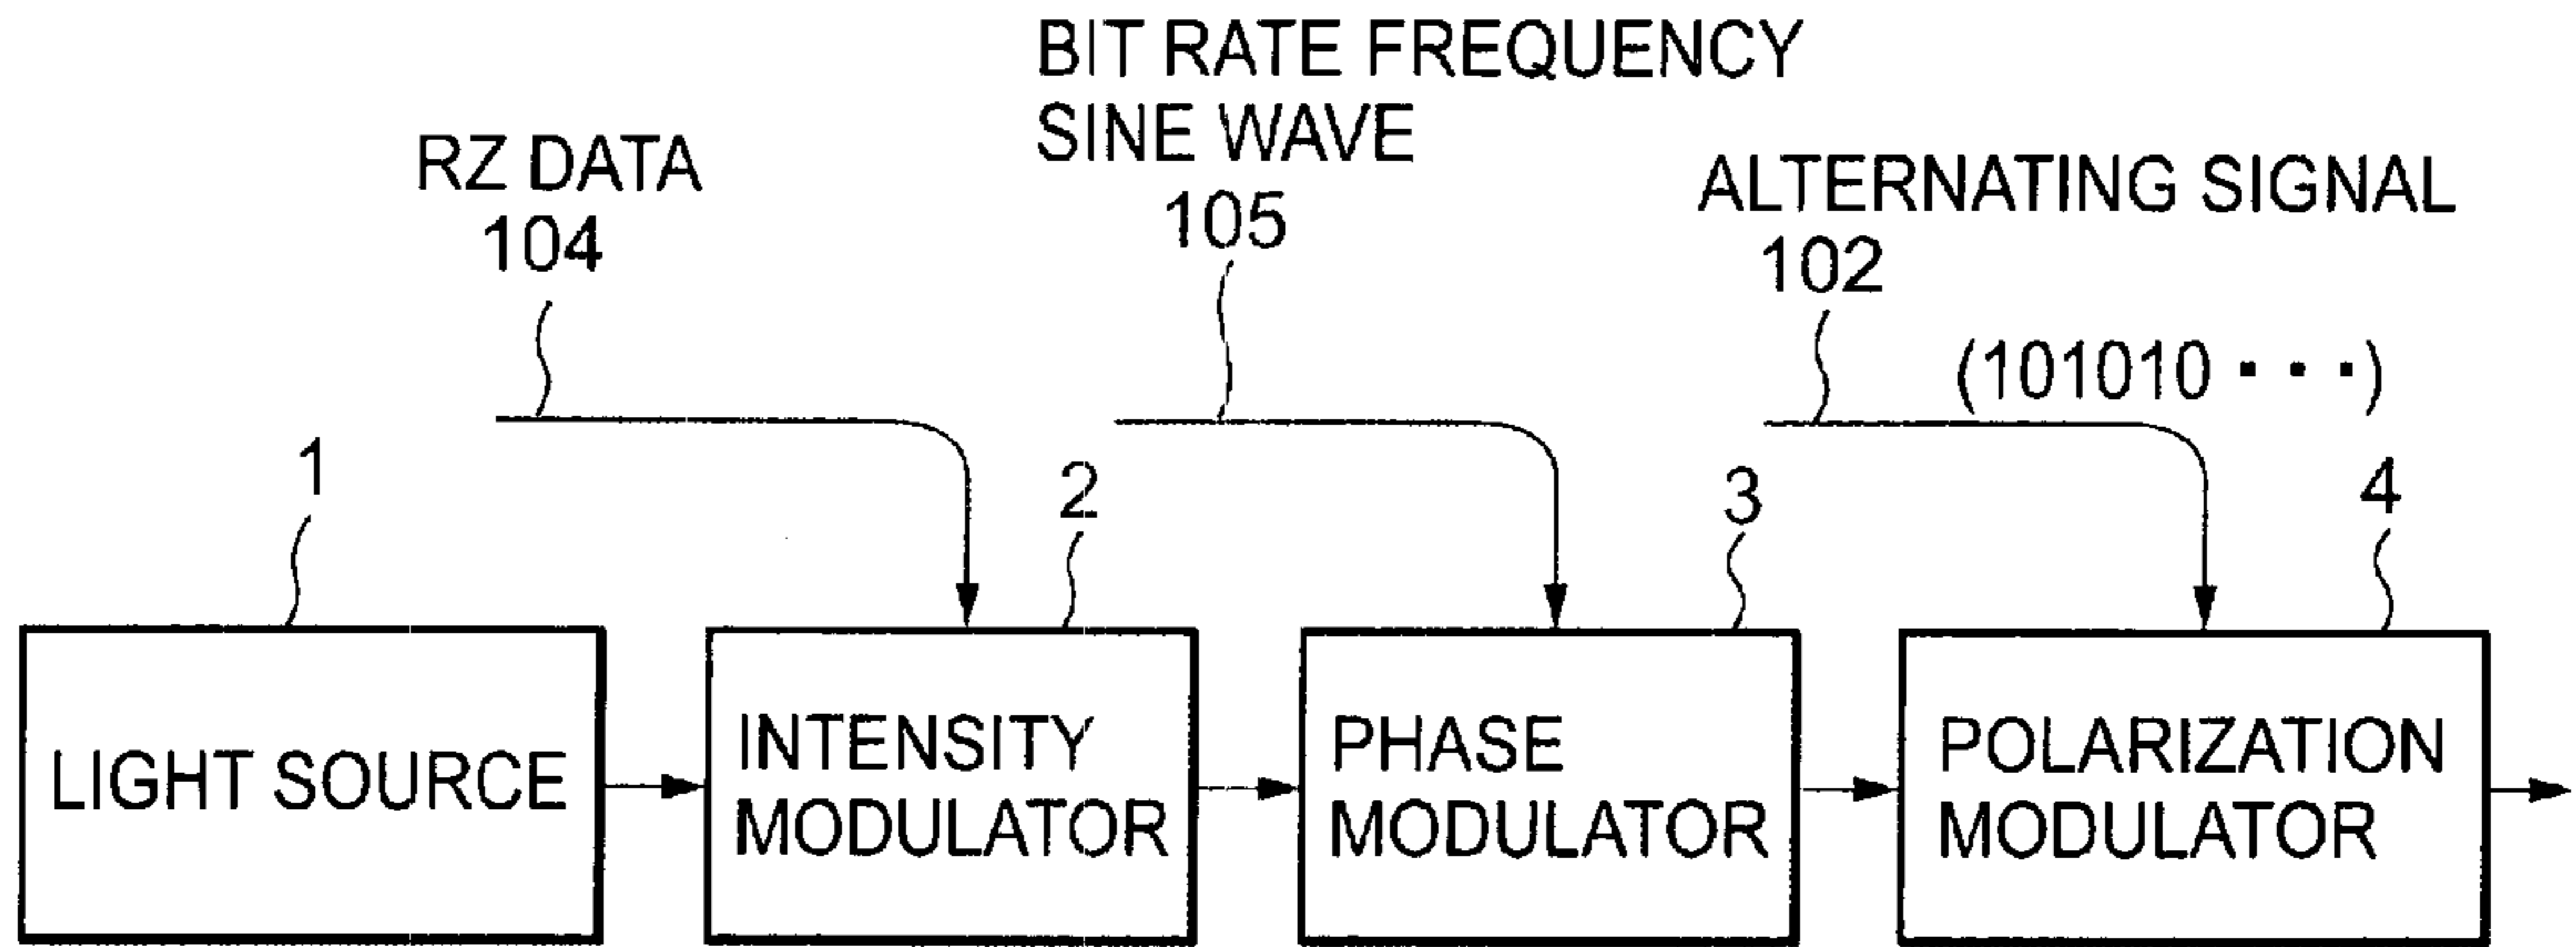 BIT RATE FREQUENCY
SINE WAVE
105
RZ DATA
104
ALTERNATING SIGNAL
102
(101010 ▪ ▪ ▪)
1
2
3
4
LIGHT SOURCE
INTENSITY
MODULATOR
PHASE
MODULATOR
POLARIZATION
MODULATOR